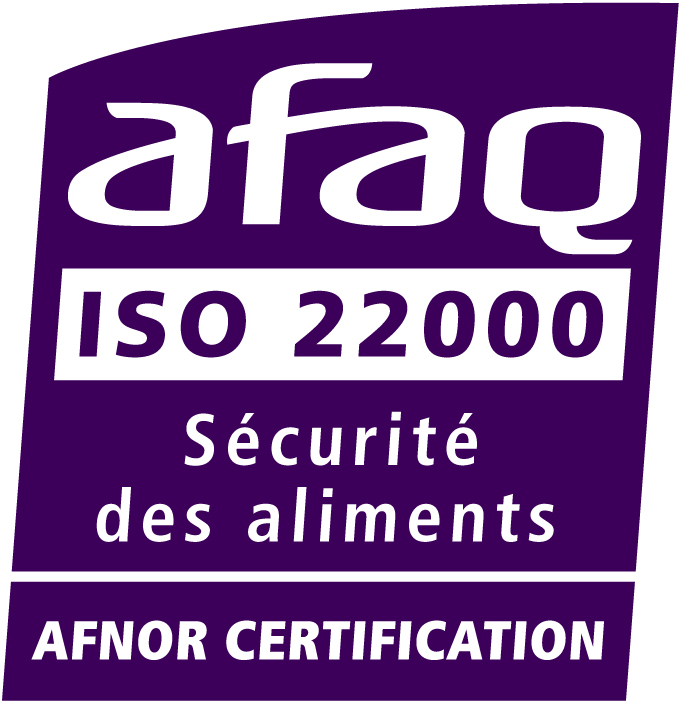 afaq
ISO 22000
Sécurité
des aliments
AFNOR CERTIFICATION